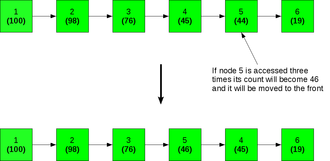 1 2 3 4 5 6
(100) (98) (76) (45) (44) (19)
If node 5 is accessed three
times its count will become 46
and it will be moved to the front
1 2 3 5 4 6
(100) (98) (76) (46) (45) (19)